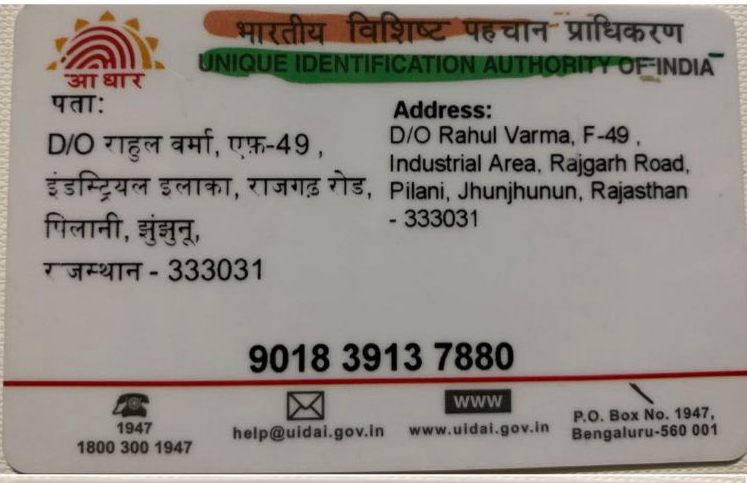 भारतीय विशिष्ट पहचान प्राधिकरण
UNIQUE IDENTIFICATION AUTHORITY OF INDIA
आधार
पता:
D/O राहुल वर्मा, एफ़-49 ,
इंडस्ट्रियल इलाका, राजगढ़ रोड,
पिलानी, झुंझुनू,
राजस्थान - 333031
Address:
D/O Rahul Varma, F-49 ,
Industrial Area, Rajgarh Road,
Pilani, Jhunjhunun, Rajasthan
- 333031
9018 3913 7880
1947
1800 300 1947
help@uidai.gov.in
www
www.uidai.gov.in
P.O. Box No. 1947,
Bengaluru-560 001